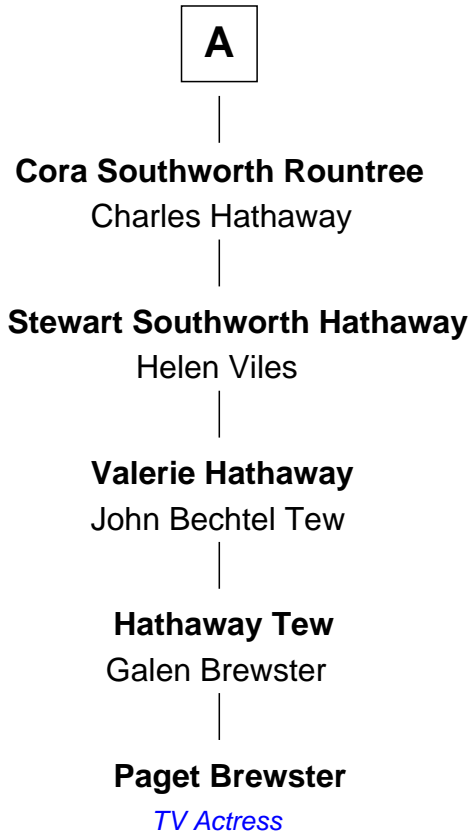 A
Cora Southworth Rountree
Charles Hathaway
Stewart Southworth Hathaway
Helen Viles
Valerie Hathaway
John Bechtel Tew
Hathaway Tew
Galen Brewster
Paget Brewster
TV Actress